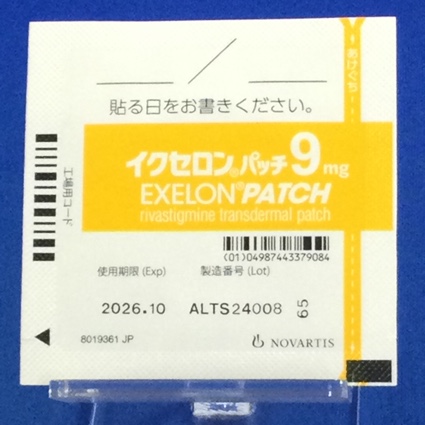 あけぐち
貼る日をお書きください。
イクセロン®パッチ9mg
EXELON®PATCH
rivastigmine transdermal patch
工場用コード
(01)04987443379084
使用期限 (Exp) 製造番号 (Lot)
2026.10 ALTS24008 65
8019361 JP NOVARTIS